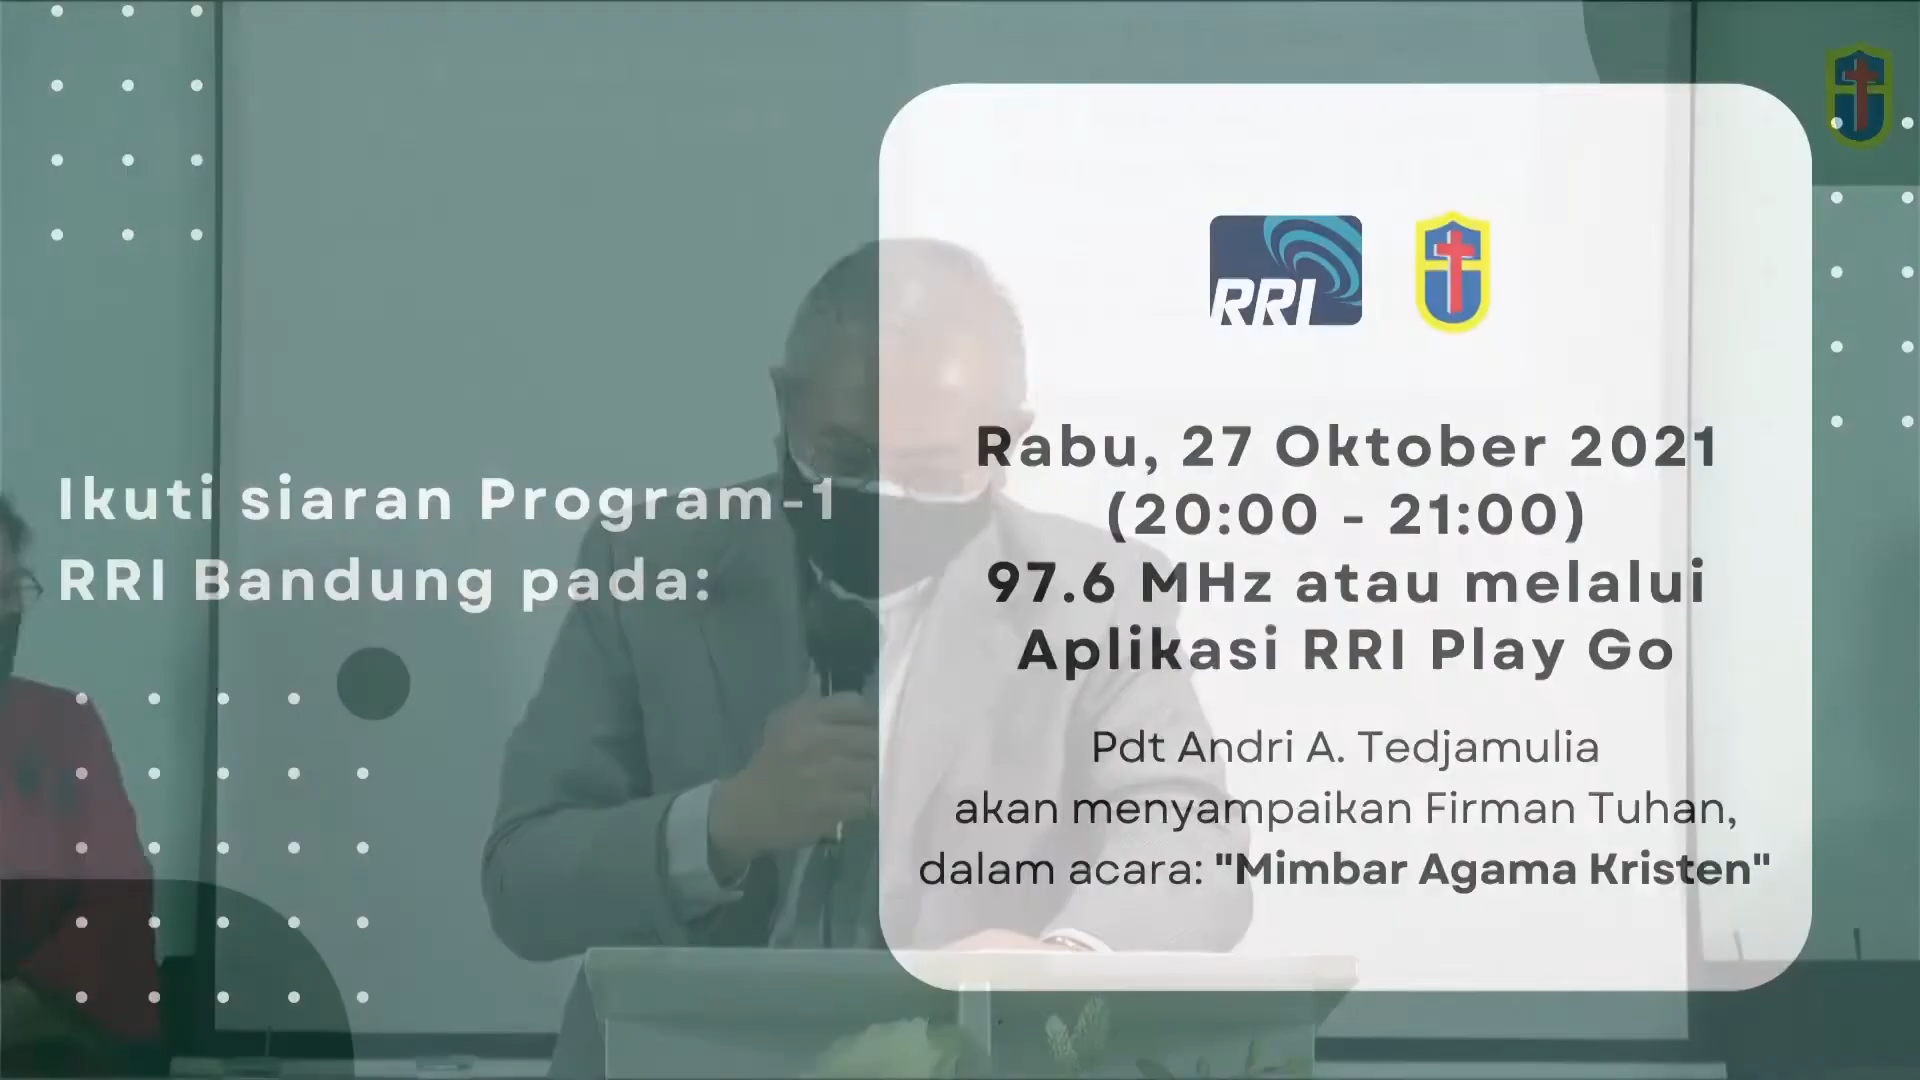 Ikuti siaran Program-1
RRI Bandung pada:
RRI
Rabu, 27 Oktober 2021
(20:00 - 21:00)
97.6 MHz atau melalui
Aplikasi RRI Play Go
Pdt Andri A. Tedjamulia
akan menyampaikan Firman Tuhan,
dalam acara: "Mimbar Agama Kristen"